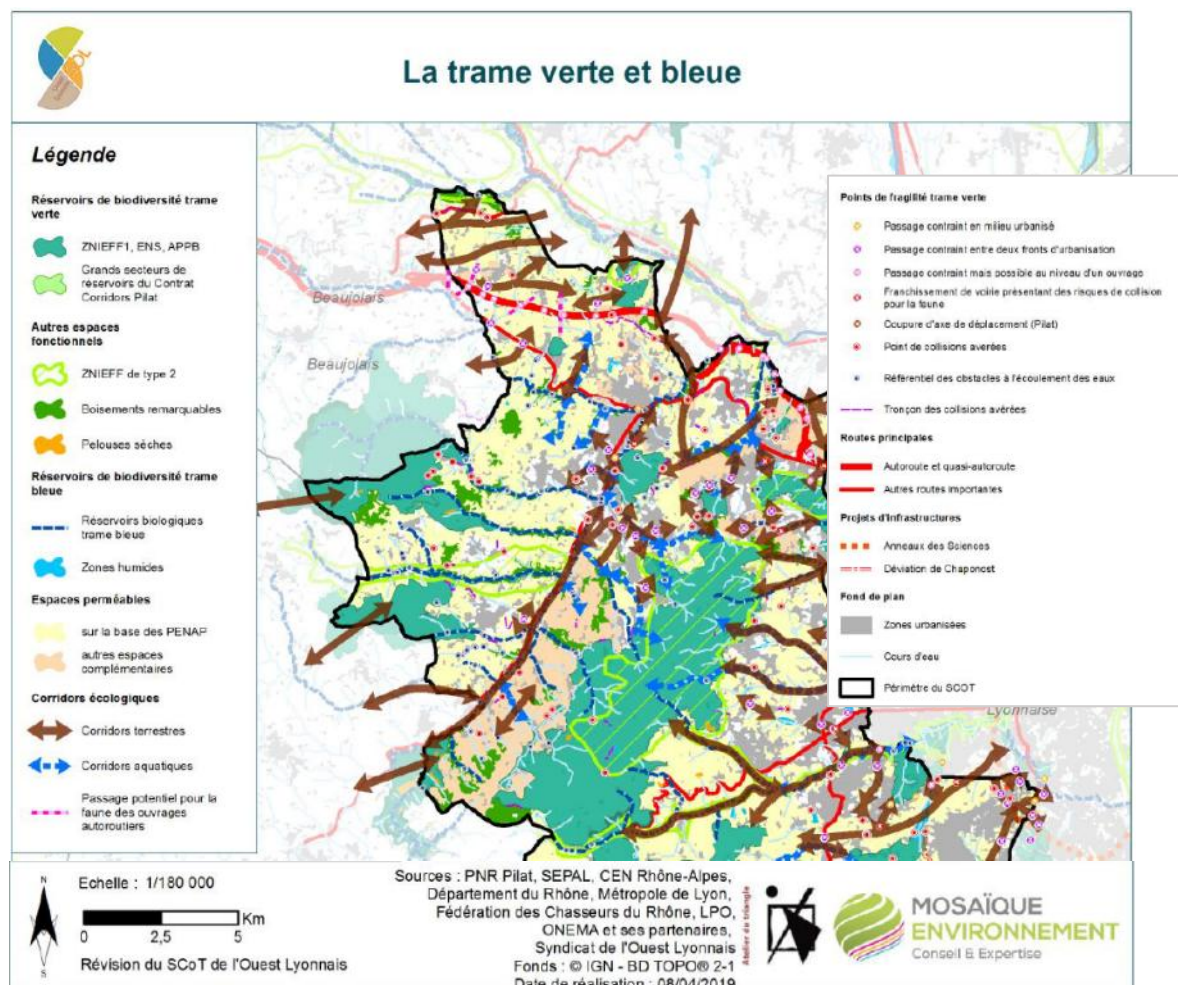 La trame verte et bleue
Légende
Réservoirs de biodiversité trame
verte
ZNIEFF1, ENS, APPB
Grands secteurs de
réservoirs du Contrat
Corridors Pilat
Autres espaces
fonctionnels
ZNIEFF de type 2
Boisements remarquables
Pelouses sèches
Réservoirs de biodiversité trame
bleue
Réservoirs biologiques
trame bleue
Zones humides
Espaces perméables
sur la base des PENAP
autres espaces
complémentaires
Corridors écologiques
Corridors terrestres
Corridors aquatiques
Passage potentiel pour la
faune des ouvrages
autoroutiers
Beaujolais
Beaujolais
Lyonnaise
Points de fragilité trame verte
Passage contraint en milieu urbanisé
Passage contraint entre deux fronts d'urbanisation
Passage contraint mais possible au niveau d'un ouvrage
Franchissement de voirie présentant des risques de collision
pour la faune
Coupure d'axe de déplacement (Pilat)
Point de collisions averées
Référentiel des obstacles à l'écoulement des eaux
Tronçon des collisions avérées
Routes principales
Autoroute et quasi-autoroute
Autres routes importantes
Projets d'infrastructures
Anneaux des Sciences
Déviation de Chaponost
Fond de plan
Zones urbanisées
Cours d'eau
Périmètre du SCOT
N
S
Echelle : 1/180 000
Km
0 2,5 5
Révision du SCoT de l'Ouest Lyonnais
Sources : PNR Pilat, SEPAL, CEN Rhône-Alpes,
Département du Rhône, Métropole de Lyon,
Fédération des Chasseurs du Rhône, LPO,
ONEMA et ses partenaires,
Syndicat de l'Ouest Lyonnais
Fonds : © IGN - BD TOPO® 2-1
Date de réalisation : 08/04/2019
Atelier du triangle
MOSAÏQUE
ENVIRONNEMENT
Conseil & Expertise